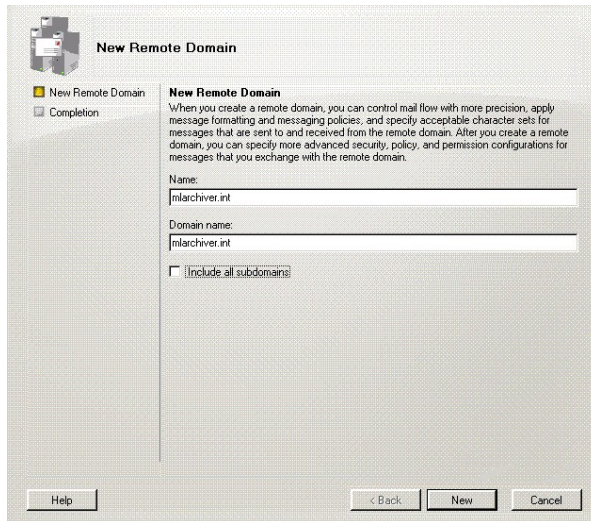 New Remote Domain
New Remote Domain
Completion
New Remote Domain
When you create a remote domain, you can control mail flow with more precision, apply
message formatting and messaging policies, and specify acceptable character sets for
messages that are sent to and received from the remote domain. After you create a remote
domain, you can specify more advanced security, policy, and permission configurations for
messages that you exchange with the remote domain.
Name:
mlarchiver.int
Domain name:
mlarchiver.int
Include all subdomains
Help
< Back
New
Cancel